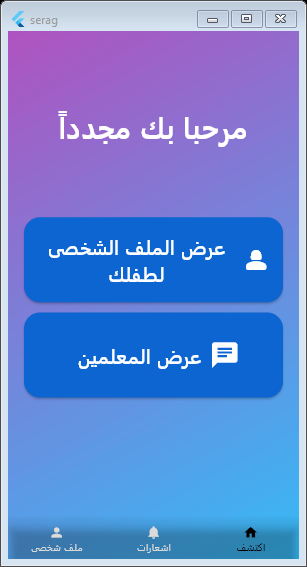 serag
مرحبا بك مجدداً
عرض الملف الشخصى
لطفلك
عرض المعلمين
اكتشف
اشعارات
ملف شخصى